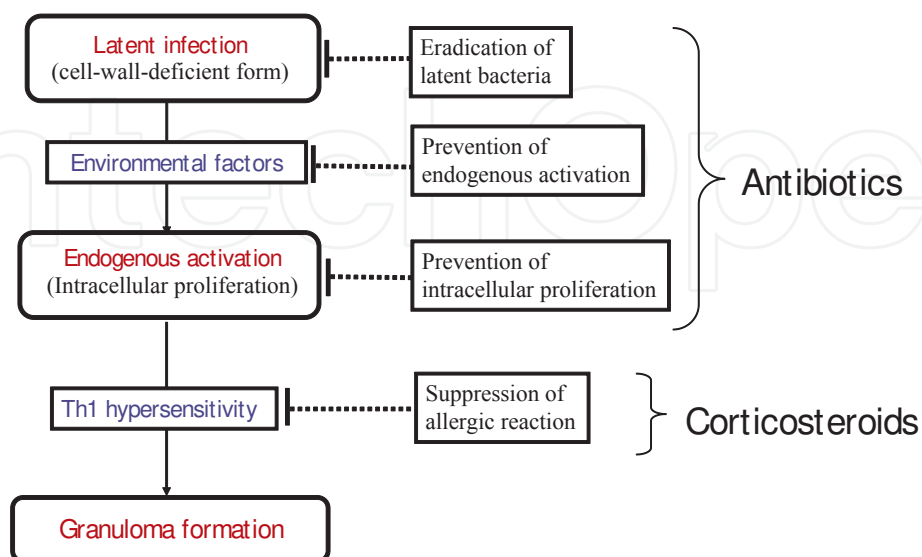 Latent infection
(cell-wall-deficient form)
Eradication of
latent bacteria
Environmental factors
Prevention of
endogenous activation
Antibiotics
Endogenous activation
(Intracellular proliferation)
Prevention of
intracellular proliferation
Th1 hypersensitivity
Suppression of
allergic reaction
Corticosteroids
Granuloma formation
ntechOpe